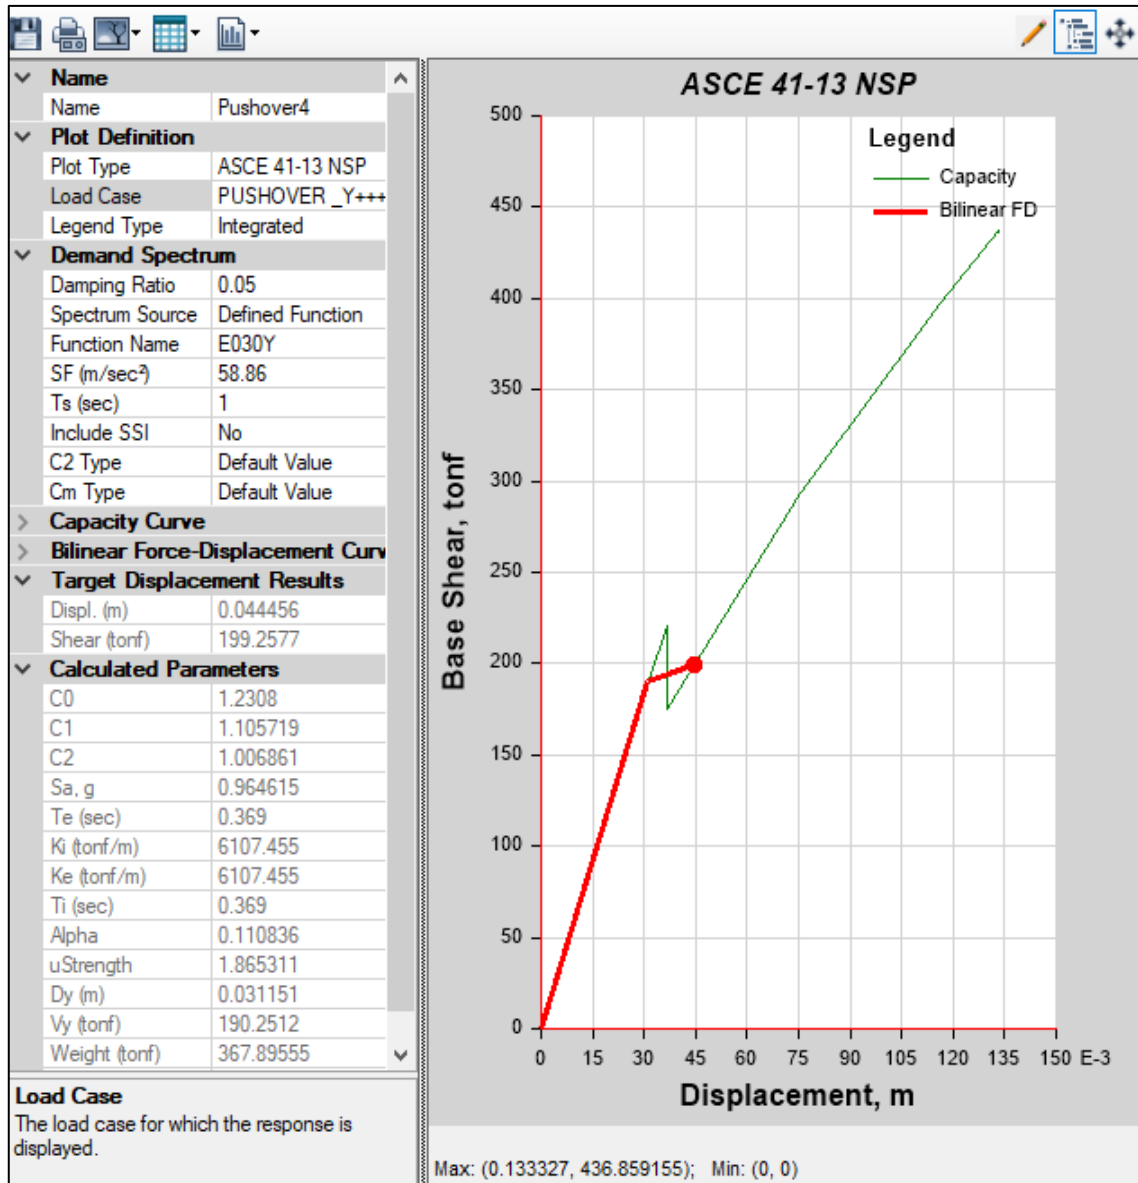 Name
Name Pushover4
Plot Definition
Plot Type ASCE 41-13 NSP
Load Case PUSHOVER _Y+++
Legend Type Integrated
Demand Spectrum
Damping Ratio 0.05
Spectrum Source Defined Function
Function Name E030Y
SF (m/sec²) 58.86
Ts (sec) 1
Include SSI No
C2 Type Default Value
Cm Type Default Value
Capacity Curve
Bilinear Force-Displacement Curv
Target Displacement Results
Displ. (m) 0.044456
Shear (tonf) 199.2577
Calculated Parameters
C0 1.2308
C1 1.105719
C2 1.006861
Sa, g 0.964615
Te (sec) 0.369
Ki (tonf/m) 6107.455
Ke (tonf/m) 6107.455
Ti (sec) 0.369
Alpha 0.110836
uStrength 1.865311
Dy (m) 0.031151
Vy (tonf) 190.2512
Weight (tonf) 367.89555
Load Case
The load case for which the response is
displayed.
ASCE 41-13 NSP
Legend
Capacity
Bilinear FD
500
450
400
350
300
250
200
150
100
50
0
Base Shear, tonf
0 15 30 45 60 75 90 105 120 135 150 E-3
Displacement, m
Max: (0.133327, 436.859155); Min: (0, 0)